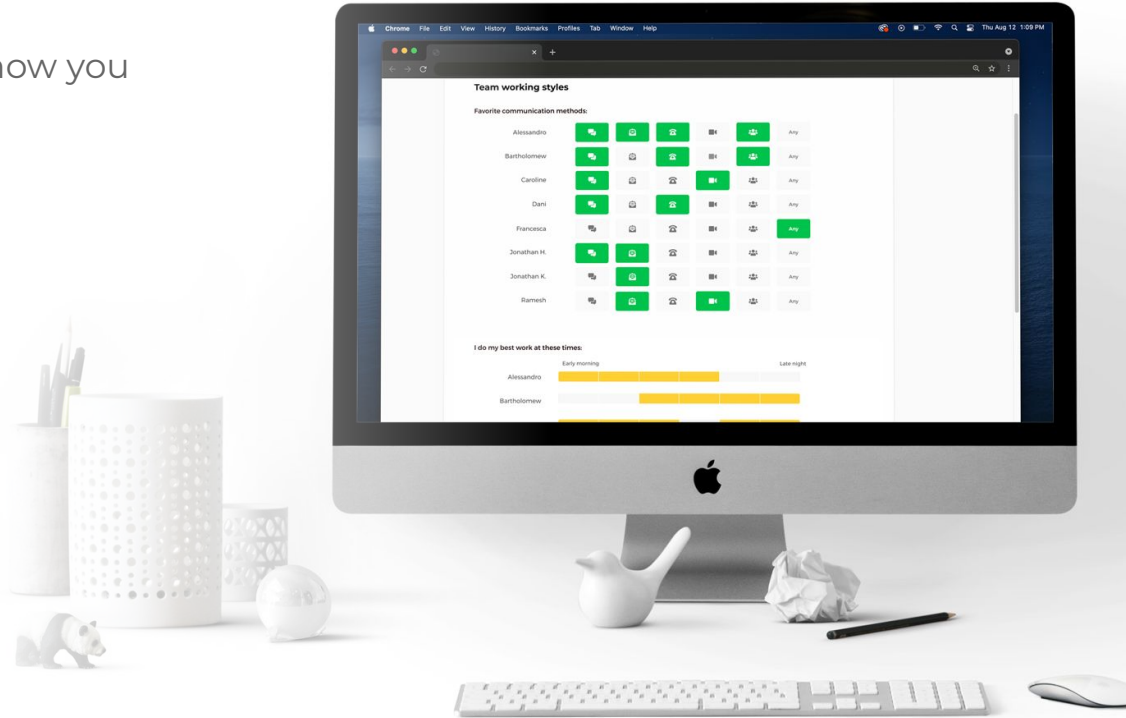 now you
Chrome File Edit View History Bookmarks Profiles Tab Window Help Thu Aug 12 1:09 PM
Team working styles
Favorite communication methods:
Alessandro Any
Bartholomew Any
Caroline Any
Dani Any
Francesca Any
Jonathan H. Any
Jonathan K. Any
Ramesh Any
I do my best work at these times:
Early morning Late night
Alessandro
Bartholomew